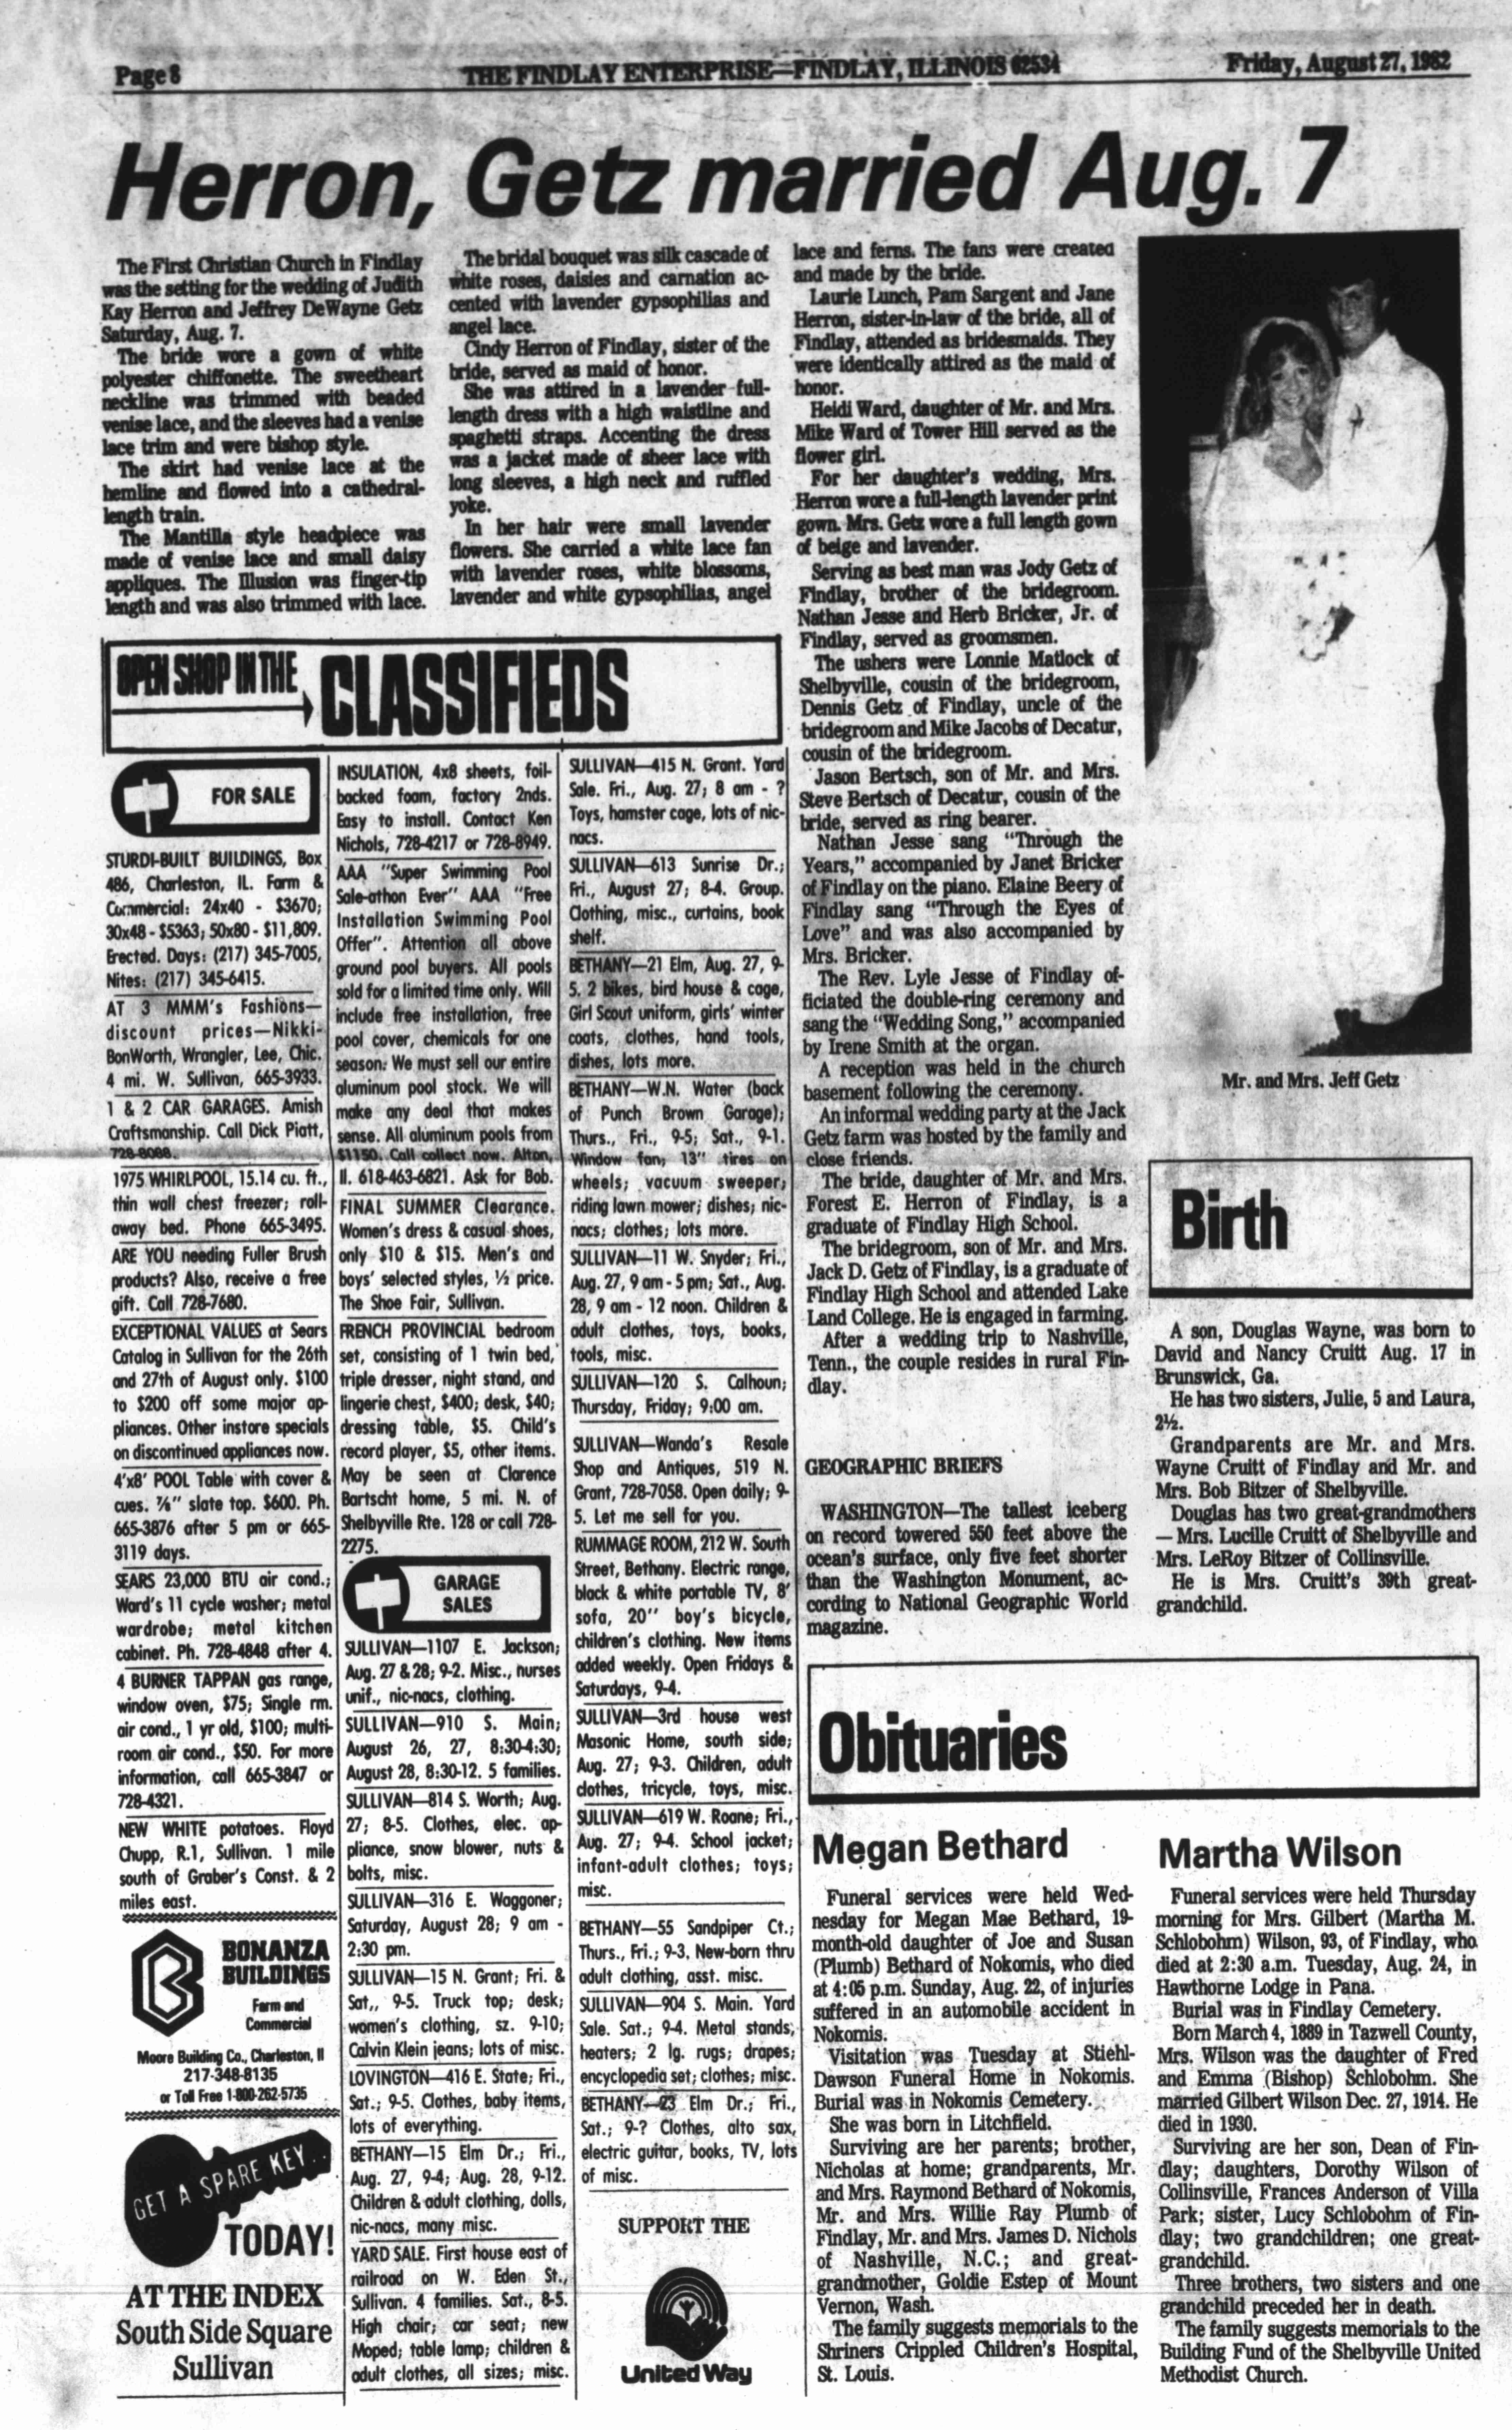 Page 8
THE FINDLAY ENTERPRISE—FINDLAY, ILLINOIS 62534
Friday, August 27, 1982
Herron, Getz married Aug. 7
The First Christian Church in Findlay
was the setting for the wedding of Judith
Kay Herron and Jeffrey DeWayne Getz
Saturday, Aug. 7.
The bride wore a gown of white
polyester chiffonette. The sweetheart
neckline was trimmed with beaded
venise lace, and the sleeves had a venise
lace trim and were bishop style.
The skirt had venise lace at the
hemline and flowed into a cathedral-
length train.
The Mantilla style headpiece was
made of venise lace and small daisy
appliques. The Illusion was finger-tip
length and was also trimmed with lace.
The bridal bouquet was silk cascade of
white roses, daisies and carnation ac-
cented with lavender gypsophilias and
angel lace.
Cindy Herron of Findlay, sister of the
bride, served as maid of honor.
She was attired in a lavender full-
length dress with a high waistline and
spaghetti straps. Accenting the dress
was a jacket made of sheer lace with
long sleeves, a high neck and ruffled
yoke.
In her hair were small lavender
flowers. She carried a white lace fan
with lavender roses, white blossoms,
lavender and white gypsophilias, angel
lace and ferns. The fans were created
and made by the bride.
Laurie Lunch, Pam Sargent and Jane
Herron, sister-in-law of the bride, all of
Findlay, attended as bridesmaids. They
were identically attired as the maid of
honor.
Heidi Ward, daughter of Mr. and Mrs.
Mike Ward of Tower Hill served as the
flower girl.
For her daughter's wedding, Mrs.
Herron wore a full-length lavender print
gown. Mrs. Getz wore a full length gown
of beige and lavender.
Serving as best man was Jody Getz of
Findlay, brother of the bridegroom.
Nathan Jesse and Herb Bricker, Jr. of
Findlay, served as groomsmen.
The ushers were Lonnie Matlock of
Shelbyville, cousin of the bridegroom,
Dennis Getz of Findlay, uncle of the
bridegroom and Mike Jacobs of Decatur,
cousin of the bridegroom.
Jason Bertsch, son of Mr. and Mrs.
Steve Bertsch of Decatur, cousin of the
bride, served as ring bearer.
Nathan Jesse sang "Through the
Years," accompanied by Janet Bricker
of Findlay on the piano. Elaine Beery of
Findlay sang "Through the Eyes of
Love" and was also accompanied by
Mrs. Bricker.
The Rev. Lyle Jesse of Findlay of-
ficiated the double-ring ceremony and
sang the "Wedding Song," accompanied
by Irene Smith at the organ.
A reception was held in the church
basement following the ceremony.
An informal wedding party at the Jack
Getz farm was hosted by the family and
close friends.
The bride, daughter of Mr. and Mrs.
Forest E. Herron of Findlay, is a
graduate of Findlay High School.
The bridegroom, son of Mr. and Mrs.
Jack D. Getz of Findlay, is a graduate of
Findlay High School and attended Lake
Land College. He is engaged in farming.
After a wedding trip to Nashville,
Tenn., the couple resides in rural Fin-
dlay.
Mr. and Mrs. Jeff Getz
OPEN SHOP IN THE
CLASSIFIEDS
FOR SALE
STURDI-BUILT BUILDINGS, Box
486, Charleston, IL. Farm &
Commercial: 24x40 - $3670;
30x48 - $5363; 50x80 - $11,809.
Erected. Days: (217) 345-7005,
Nites: (217) 345-6415.
AT 3 MMM's Fashions—
discount prices—Nikki-
BonWorth, Wrangler, Lee, Chic.
4 mi. W. Sullivan, 665-3933.
1 & 2 CAR GARAGES. Amish
Craftsmanship. Call Dick Piatt,
728-8088.
1975 WHIRLPOOL, 15.14 cu. ft.,
thin wall chest freezer; roll-
away bed. Phone 665-3495.
ARE YOU needing Fuller Brush
products? Also, receive a free
gift. Call 728-7680.
EXCEPTIONAL VALUES at Sears
Catalog in Sullivan for the 26th
and 27th of August only. $100
to $200 off some major ap-
pliances. Other instore specials
on discontinued appliances now.
4'x8' POOL Table with cover &
cues. ⅞" slate top. $600. Ph.
665-3876 after 5 pm or 665-
3119 days.
SEARS 23,000 BTU air cond.;
Ward's 11 cycle washer; metal
wardrobe; metal kitchen
cabinet. Ph. 728-4848 after 4.
4 BURNER TAPPAN gas range,
window oven, $75; Single rm.
air cond., 1 yr old, $100; multi-
room air cond., $50. For more
information, call 665-3847 or
728-4321.
NEW WHITE potatoes. Floyd
Chupp, R.1, Sullivan. 1 mile
south of Graber's Const. & 2
miles east.
BONANZA
BUILDINGS
Farm and
Commercial
Moore Building Co., Charleston, Il
217-348-8135
or Toll Free 1-800-262-5735
GET A SPARE KEY...
TODAY!
AT THE INDEX
South Side Square
Sullivan
INSULATION, 4x8 sheets, foil-
backed foam, factory 2nds.
Easy to install. Contact Ken
Nichols, 728-4217 or 728-8949.
AAA "Super Swimming Pool
Sale-athon Ever" AAA "Free
Installation Swimming Pool
Offer". Attention all above
ground pool buyers. All pools
sold for a limited time only. Will
include free installation, free
pool cover, chemicals for one
season. We must sell our entire
aluminum pool stock. We will
make any deal that makes
sense. All aluminum pools from
$1150. Call collect now. Alton,
Il. 618-463-6821. Ask for Bob.
FINAL SUMMER Clearance.
Women's dress & casual shoes,
only $10 & $15. Men's and
boys' selected styles, ½ price.
The Shoe Fair, Sullivan.
FRENCH PROVINCIAL bedroom
set, consisting of 1 twin bed,
triple dresser, night stand, and
lingerie chest, $400; desk, $40;
dressing table, $5. Child's
record player, $5, other items.
May be seen at Clarence
Bartscht home, 5 mi. N. of
Shelbyville Rte. 128 or call 728-
2275.
GARAGE
SALES
SULLIVAN—1107 E. Jackson;
Aug. 27 & 28; 9-2. Misc., nurses
unif., nic-nacs, clothing.
SULLIVAN—910 S. Main;
August 26, 27, 8:30-4:30;
August 28, 8:30-12. 5 families.
SULLIVAN—814 S. Worth; Aug.
27; 8-5. Clothes, elec. ap-
pliance, snow blower, nuts &
bolts, misc.
SULLIVAN—316 E. Waggoner;
Saturday, August 28; 9 am -
2:30 pm.
SULLIVAN—15 N. Grant; Fri. &
Sat,, 9-5. Truck top; desk;
women's clothing, sz. 9-10;
Calvin Klein jeans; lots of misc.
LOVINGTON—416 E. State; Fri.,
Sat.; 9-5. Clothes, baby items,
lots of everything.
BETHANY—15 Elm Dr.; Fri.,
Aug. 27, 9-4; Aug. 28, 9-12.
Children & adult clothing, dolls,
nic-nacs, many misc.
YARD SALE. First house east of
railroad on W. Eden St.,
Sullivan. 4 families. Sat., 8-5.
High chair; car seat; new
Moped; table lamp; children &
adult clothes, all sizes; misc.
SULLIVAN—415 N. Grant. Yard
Sale. Fri., Aug. 27; 8 am - ?
Toys, hamster cage, lots of nic-
nacs.
SULLIVAN—613 Sunrise Dr.;
Fri., August 27; 8-4. Group.
Clothing, misc., curtains, book
shelf.
BETHANY—21 Elm, Aug. 27, 9-
5. 2 bikes, bird house & cage,
Girl Scout uniform, girls' winter
coats, clothes, hand tools,
dishes, lots more.
BETHANY—W.N. Water (back
of Punch Brown Garage);
Thurs., Fri., 9-5; Sat., 9-1.
Window fan; 13" tires on
wheels; vacuum sweeper;
riding lawn mower; dishes; nic-
nacs; clothes; lots more.
SULLIVAN—11 W. Snyder; Fri.,
Aug. 27, 9 am - 5 pm; Sat., Aug.
28, 9 am - 12 noon. Children &
adult clothes, toys, books,
tools, misc.
SULLIVAN—120 S. Calhoun;
Thursday, Friday; 9:00 am.
SULLIVAN—Wanda's Resale
Shop and Antiques, 519 N.
Grant, 728-7058. Open daily; 9-
5. Let me sell for you.
RUMMAGE ROOM, 212 W. South
Street, Bethany. Electric range,
black & white portable TV, 8'
sofa, 20'' boy's bicycle,
children's clothing. New items
added weekly. Open Fridays &
Saturdays, 9-4.
SULLIVAN—3rd house west
Masonic Home, south side;
Aug. 27; 9-3. Children, adult
clothes, tricycle, toys, misc.
SULLIVAN—619 W. Roane; Fri.,
Aug. 27; 9-4. School jacket;
infant-adult clothes; toys;
misc.
BETHANY—55 Sandpiper Ct.;
Thurs., Fri.; 9-3. New-born thru
adult clothing, asst. misc.
SULLIVAN—904 S. Main. Yard
Sale. Sat.; 9-4. Metal stands;
heaters; 2 lg. rugs; drapes;
encyclopedia set; clothes; misc.
BETHANY—23 Elm Dr.; Fri.,
Sat.; 9-? Clothes, alto sax,
electric guitar, books, TV, lots
of misc.
SUPPORT THE
United Way
GEOGRAPHIC BRIEFS
WASHINGTON—The tallest iceberg
on record towered 550 feet above the
ocean's surface, only five feet shorter
than the Washington Monument, ac-
cording to National Geographic World
magazine.
Birth
A son, Douglas Wayne, was born to
David and Nancy Cruitt Aug. 17 in
Brunswick, Ga.
He has two sisters, Julie, 5 and Laura,
2½.
Grandparents are Mr. and Mrs.
Wayne Cruitt of Findlay and Mr. and
Mrs. Bob Bitzer of Shelbyville.
Douglas has two great-grandmothers
— Mrs. Lucille Cruitt of Shelbyville and
Mrs. LeRoy Bitzer of Collinsville.
He is Mrs. Cruitt's 39th great-
grandchild.
Obituaries
Megan Bethard
Funeral services were held Wed-
nesday for Megan Mae Bethard, 19-
month-old daughter of Joe and Susan
(Plumb) Bethard of Nokomis, who died
at 4:05 p.m. Sunday, Aug. 22, of injuries
suffered in an automobile accident in
Nokomis.
Visitation was Tuesday at Stiehl-
Dawson Funeral Home in Nokomis.
Burial was in Nokomis Cemetery.
She was born in Litchfield.
Surviving are her parents; brother,
Nicholas at home; grandparents, Mr.
and Mrs. Raymond Bethard of Nokomis,
Mr. and Mrs. Willie Ray Plumb of
Findlay, Mr. and Mrs. James D. Nichols
of Nashville, N.C.; and great-
grandmother, Goldie Estep of Mount
Vernon, Wash.
The family suggests memorials to the
Shriners Crippled Children's Hospital,
St. Louis.
Martha Wilson
Funeral services were held Thursday
morning for Mrs. Gilbert (Martha M.
Schlobohm) Wilson, 93, of Findlay, who
died at 2:30 a.m. Tuesday, Aug. 24, in
Hawthorne Lodge in Pana.
Burial was in Findlay Cemetery.
Born March 4, 1889 in Tazwell County,
Mrs. Wilson was the daughter of Fred
and Emma (Bishop) Schlobohm. She
married Gilbert Wilson Dec. 27, 1914. He
died in 1930.
Surviving are her son, Dean of Fin-
dlay; daughters, Dorothy Wilson of
Collinsville, Frances Anderson of Villa
Park; sister, Lucy Schlobohm of Fin-
dlay; two grandchildren; one great-
grandchild.
Three brothers, two sisters and one
grandchild preceded her in death.
The family suggests memorials to the
Building Fund of the Shelbyville United
Methodist Church.